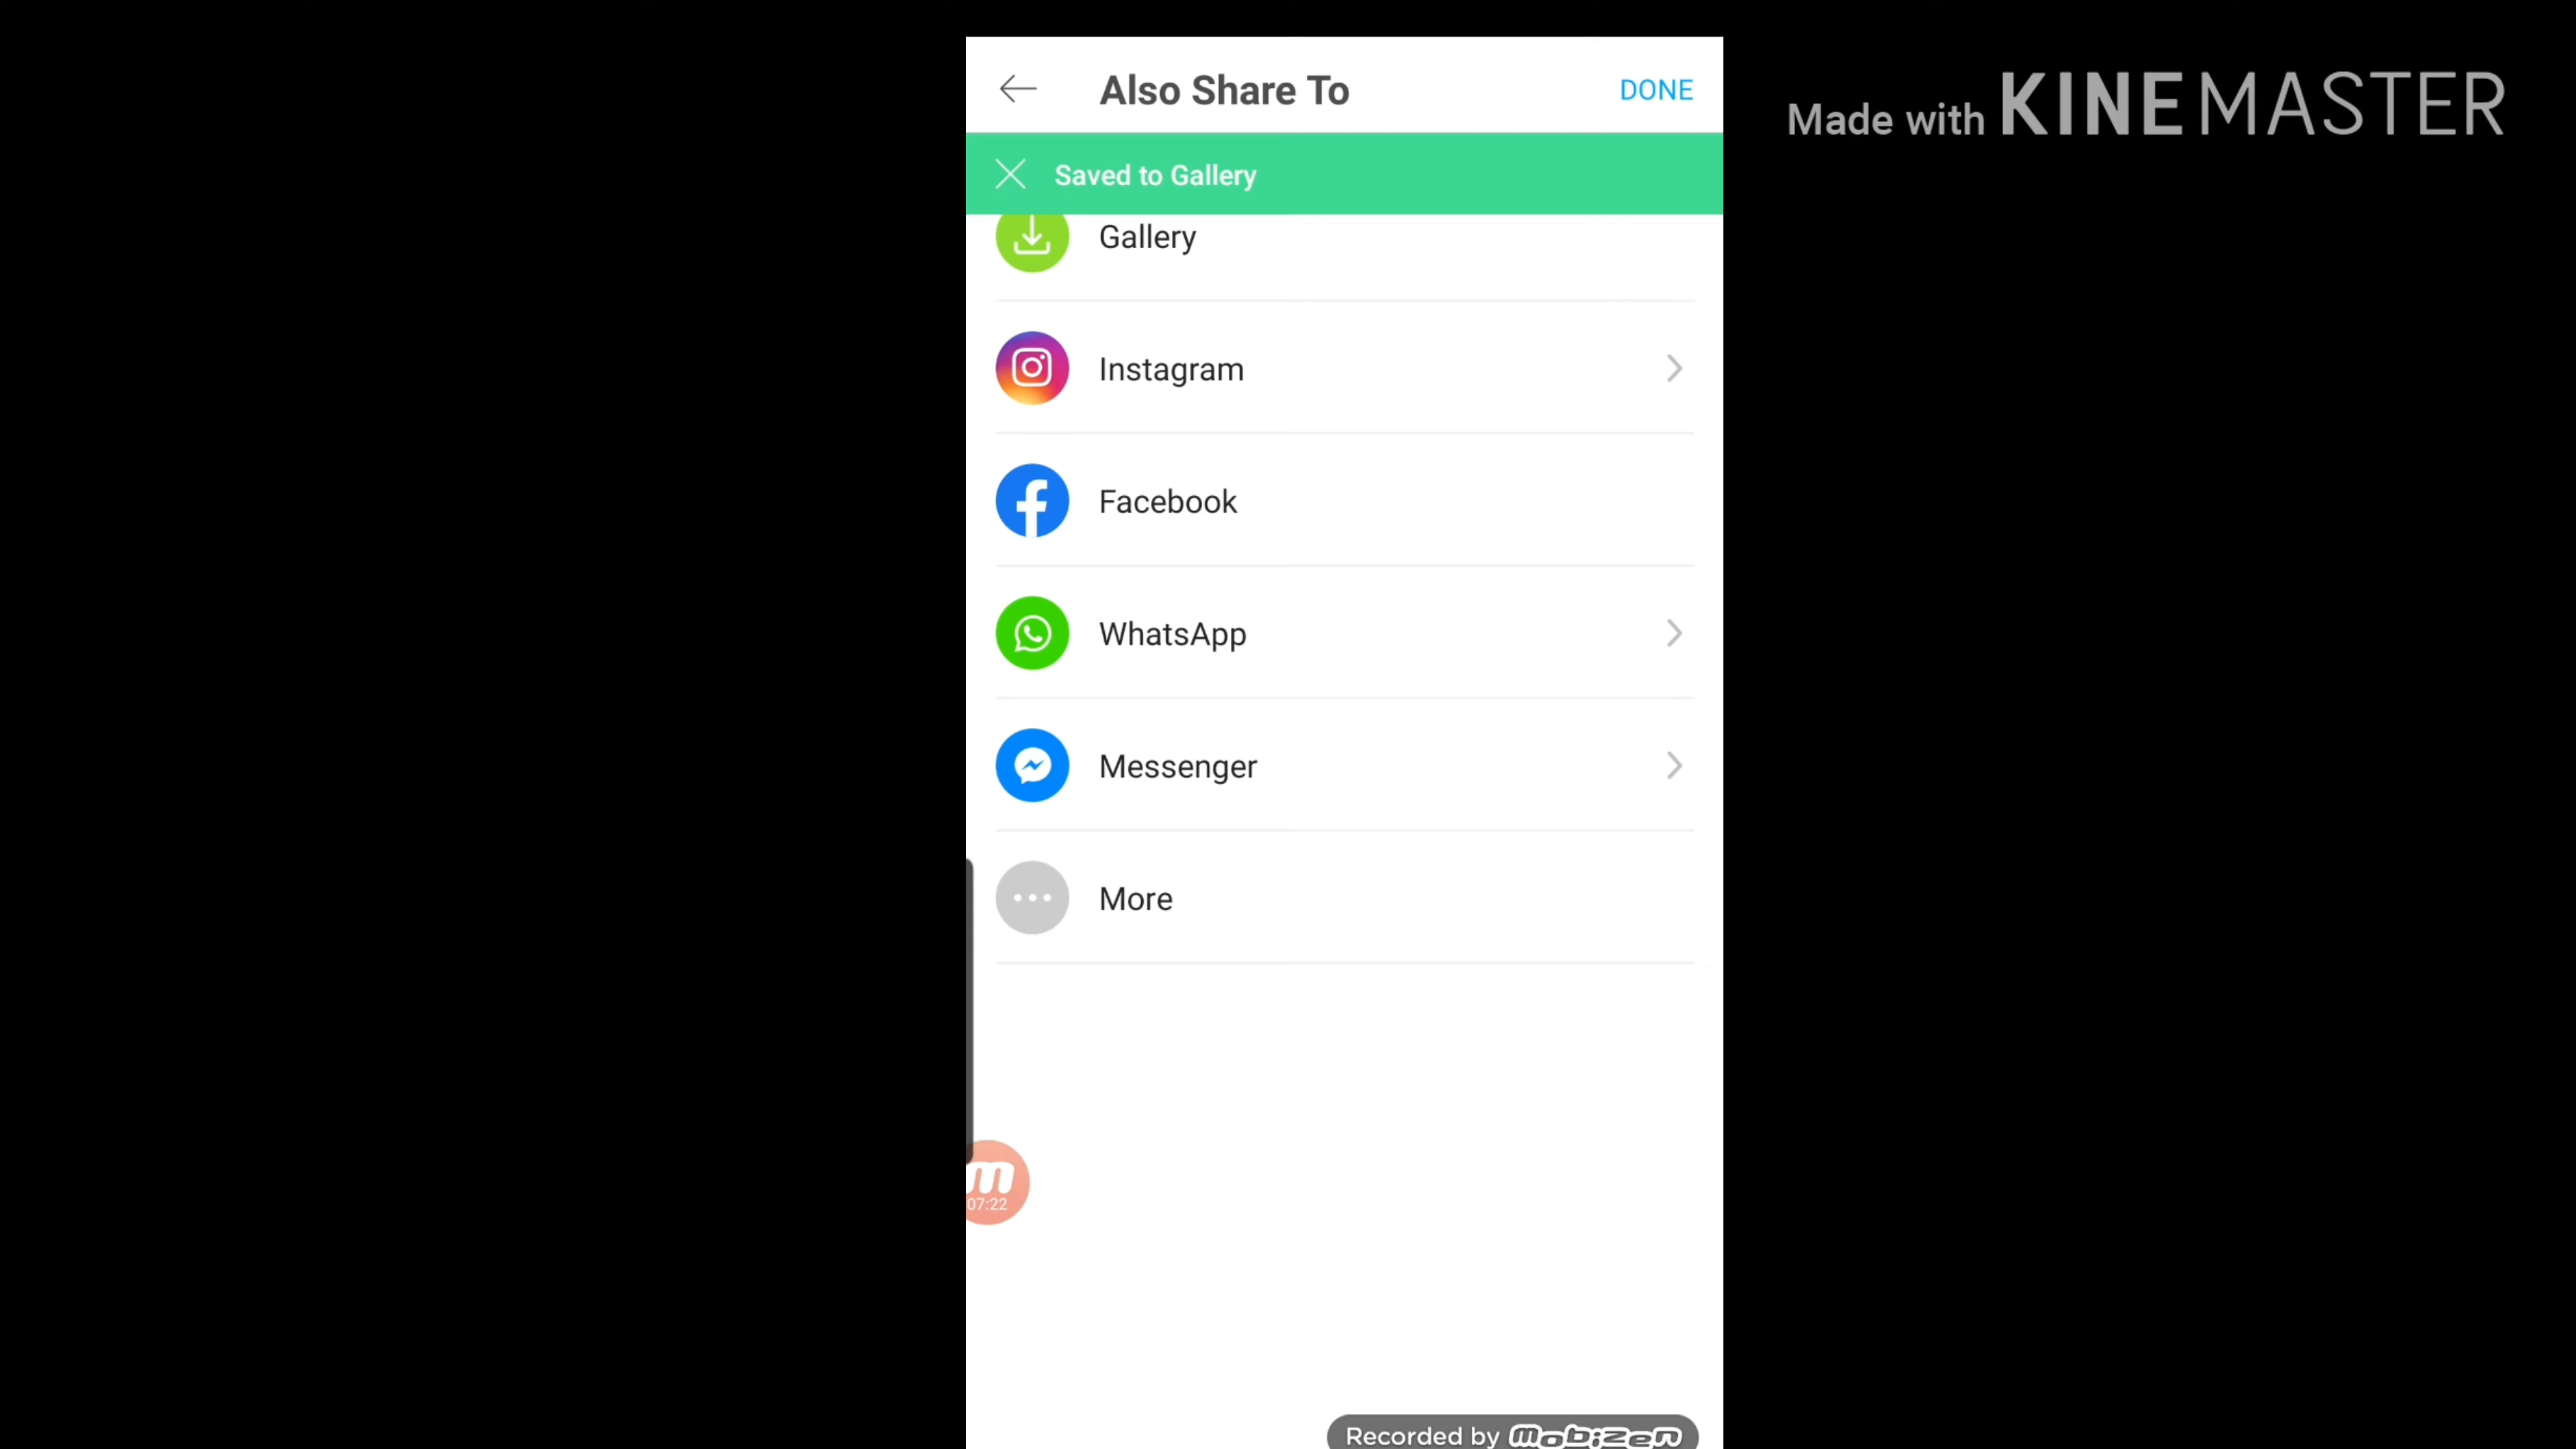 Also Share To
DONE
Made with KINEMASTER
Saved to Gallery
Gallery
Instagram
Facebook
WhatsApp
Messenger
More
m
07:22
Recorded by mobizen